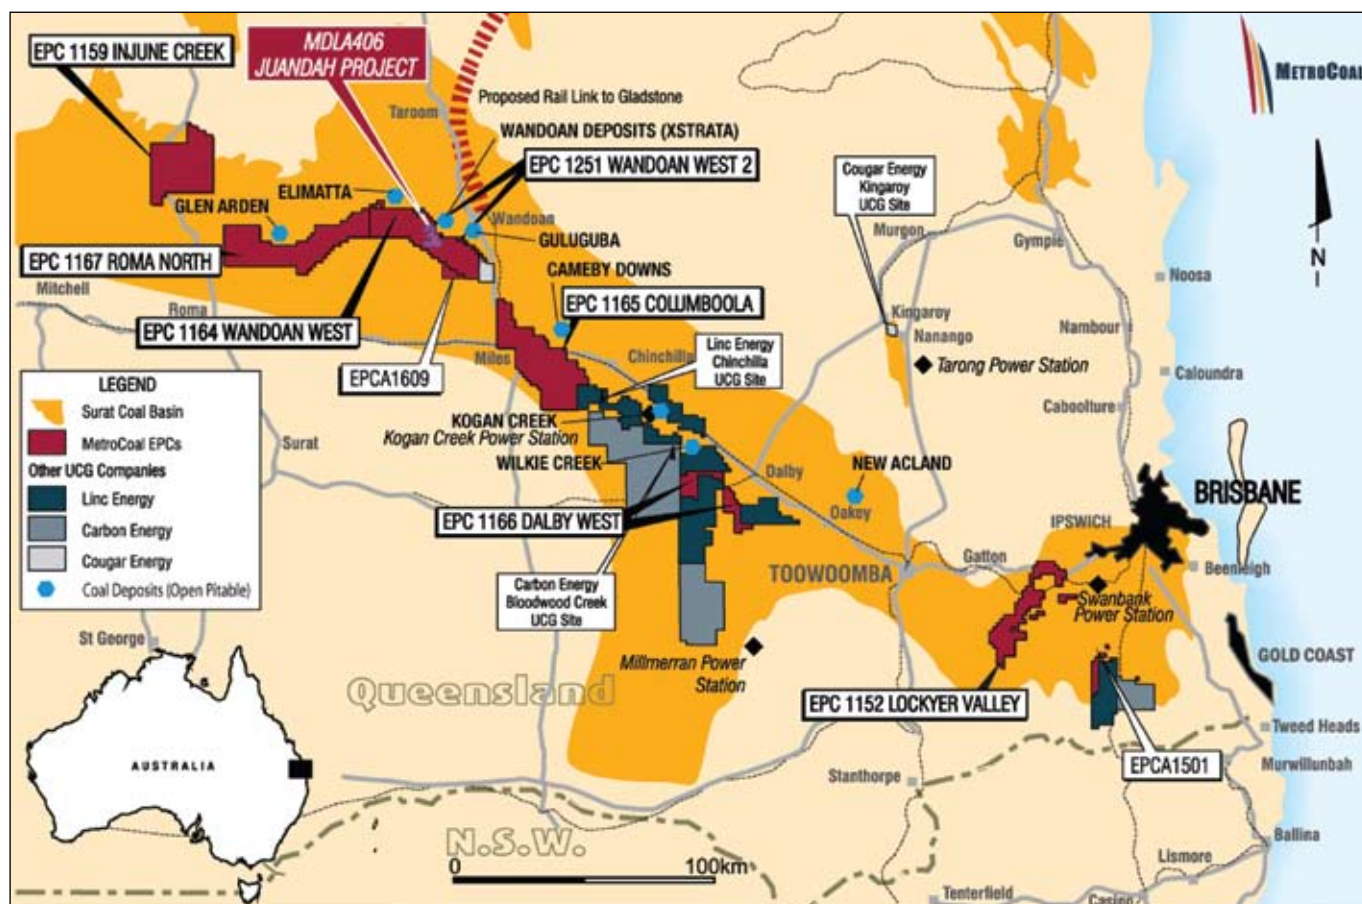 EPC 1159 INJUNE CREEK
MDLA406
JUANDAH PROJECT
METROCOAL
Proposed Rail Link to Gladstone
Taroom
WANDOAN DEPOSITS (XSTRATA)
EPC 1251 WANDOAN WEST 2
ELIMATTA
GLEN ARDEN
Wandoan
GULUGUBA
Cougar Energy
Kingaroy
UCG Site
Murgon
Gympie
N
EPC 1167 ROMA NORTH
CAMEBY DOWNS
Noosa
Mitchell
Roma
EPC 1165 COLUMBOOLA
Kingaroy
Nanango
Nambour
EPC 1164 WANDOAN WEST
Miles
Chinchilla
Linc Energy
Chinchilla
UCG Site
Tarong Power Station
Caloundra
EPCA1609
Caboolture
LEGEND
Surat Coal Basin
MetroCoal EPCs
Other UCG Companies
Linc Energy
Carbon Energy
Cougar Energy
Coal Deposits (Open Pitable)
Surat
KOGAN CREEK
Kogan Creek Power Station
WILKIE CREEK
Dalby
NEW ACLAND
Oakey
BRISBANE
EPC 1166 DALBY WEST
IPSWICH
Gatton
TOOWOOMBA
Beenleigh
Carbon Energy
Bloodwood Creek
UCG Site
Swanbank
Power Station
St George
Millmerran Power
Station
GOLD COAST
Queensland
EPC 1152 LOCKYER VALLEY
Tweed Heads
AUSTRALIA
EPCA1501
Murwillunbah
Stanthorpe
N.S.W.
Ballina
0
100km
Lismore
Tenterfield
Casino